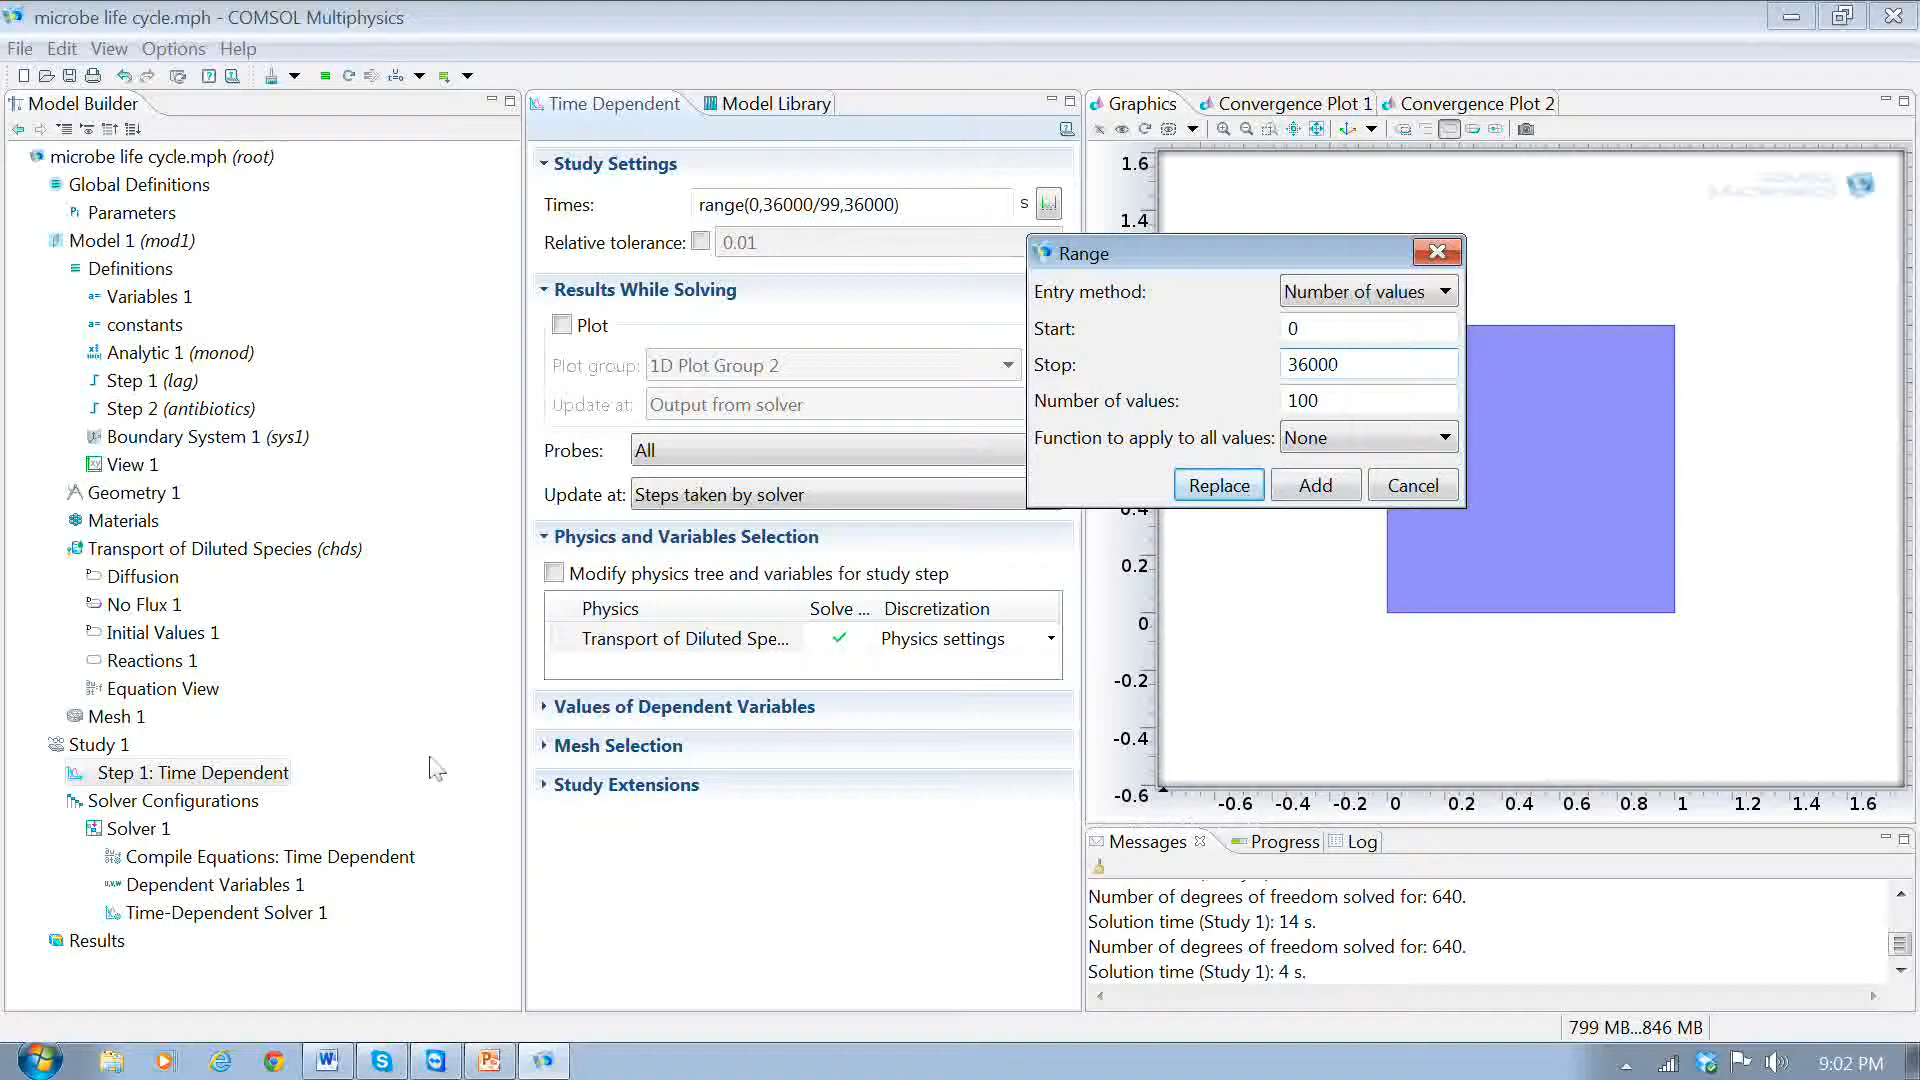 microbe life cycle.mph - COMSOL Multiphysics
File Edit View Options Help
Model Builder
microbe life cycle.mph (root)
Global Definitions
Parameters
Model 1 (mod1)
Definitions
Variables 1
constants
Analytic 1 (monod)
Step 1 (lag)
Step 2 (antibiotics)
Boundary System 1 (sys1)
View 1
Geometry 1
Materials
Transport of Diluted Species (chds)
Diffusion
No Flux 1
Initial Values 1
Reactions 1
Equation View
Mesh 1
Study 1
Step 1: Time Dependent
Solver Configurations
Solver 1
Compile Equations: Time Dependent
Dependent Variables 1
Time-Dependent Solver 1
Results
Time Dependent Model Library
Study Settings
Times: range(0,36000/99,36000) s
Relative tolerance: 0.01
Results While Solving
Plot
Plot group: 1D Plot Group 2
Update at: Output from solver
Probes: All
Update at: Steps taken by solver
Physics and Variables Selection
Modify physics tree and variables for study step
Physics Solve ... Discretization
Transport of Diluted Spe... Physics settings
Values of Dependent Variables
Mesh Selection
Study Extensions
Range
Entry method: Number of values
Start: 0
Stop: 36000
Number of values: 100
Function to apply to all values: None
Replace Add Cancel
Graphics Convergence Plot 1 Convergence Plot 2
1.6
1.4
0.4
0.2
0
-0.2
-0.4
-0.6
-0.6 -0.4 -0.2 0 0.2 0.4 0.6 0.8 1 1.2 1.4 1.6
Messages Progress Log
Number of degrees of freedom solved for: 640.
Solution time (Study 1): 14 s.
Number of degrees of freedom solved for: 640.
Solution time (Study 1): 4 s.
799 MB...846 MB
9:02 PM